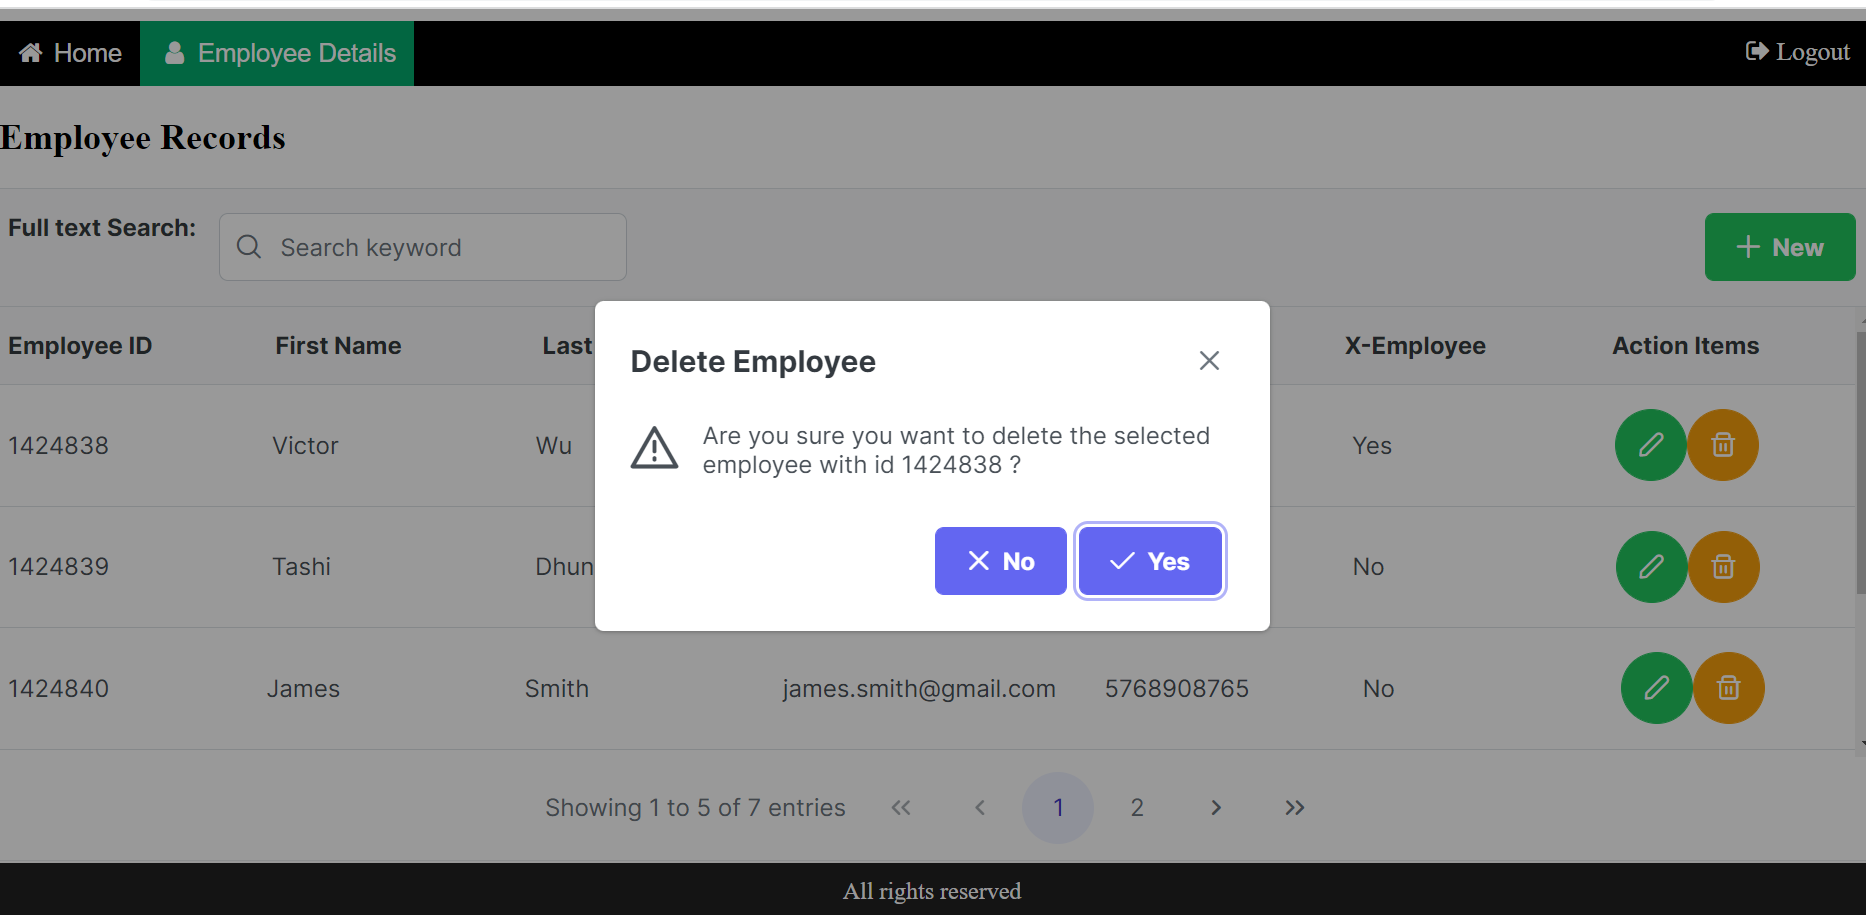 Home Employee Details Logout
Employee Records
Full text Search: Search keyword New
Employee ID First Name Last X-Employee Action Items
1424838 Victor Wu Yes
1424839 Tashi Dhun No
1424840 James Smith james.smith@gmail.com 5768908765 No
Delete Employee
Are you sure you want to delete the selected
employee with id 1424838 ?
No Yes
Showing 1 to 5 of 7 entries « ‹ 1 2 › »
All rights reserved